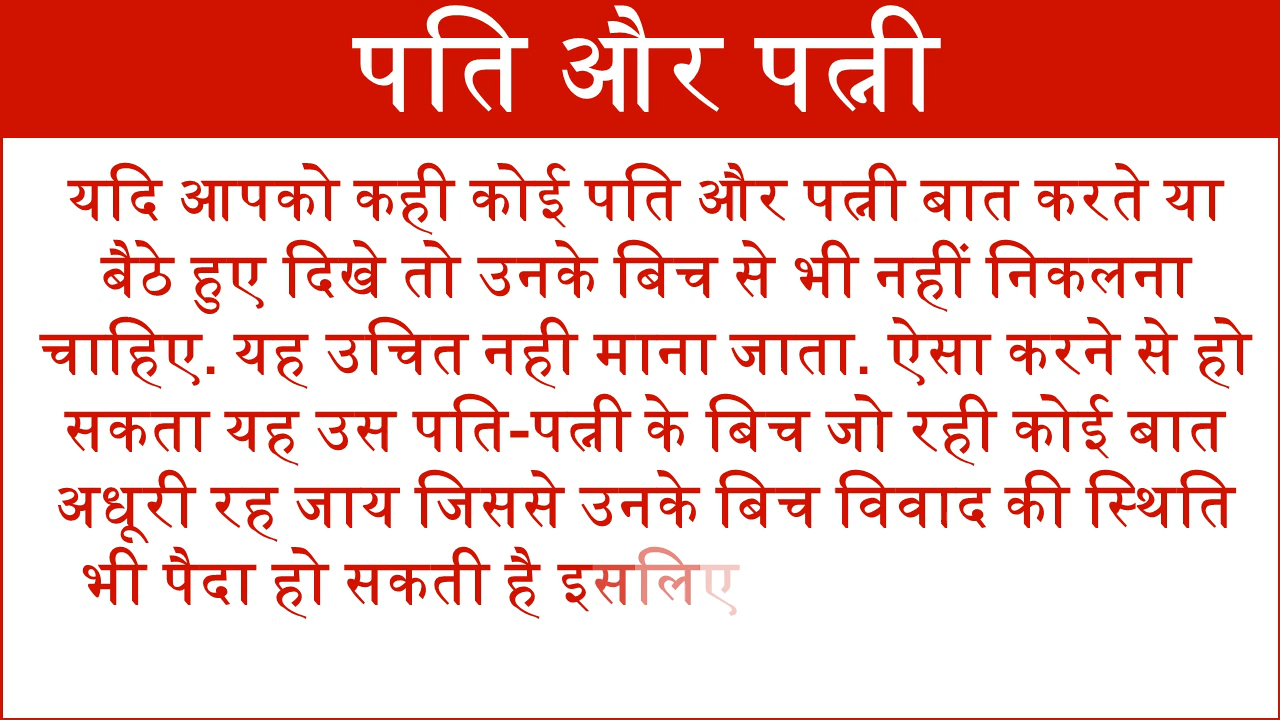 पति और पत्नी
यदि आपको कही कोई पति और पत्नी बात करते या
बैठे हुए दिखे तो उनके बिच से भी नहीं निकलना
चाहिए. यह उचित नही माना जाता. ऐसा करने से हो
सकता यह उस पति-पत्नी के बिच जो रही कोई बात
अधूरी रह जाय जिससे उनके बिच विवाद की स्थिति
भी पैदा हो सकती है इसलिए